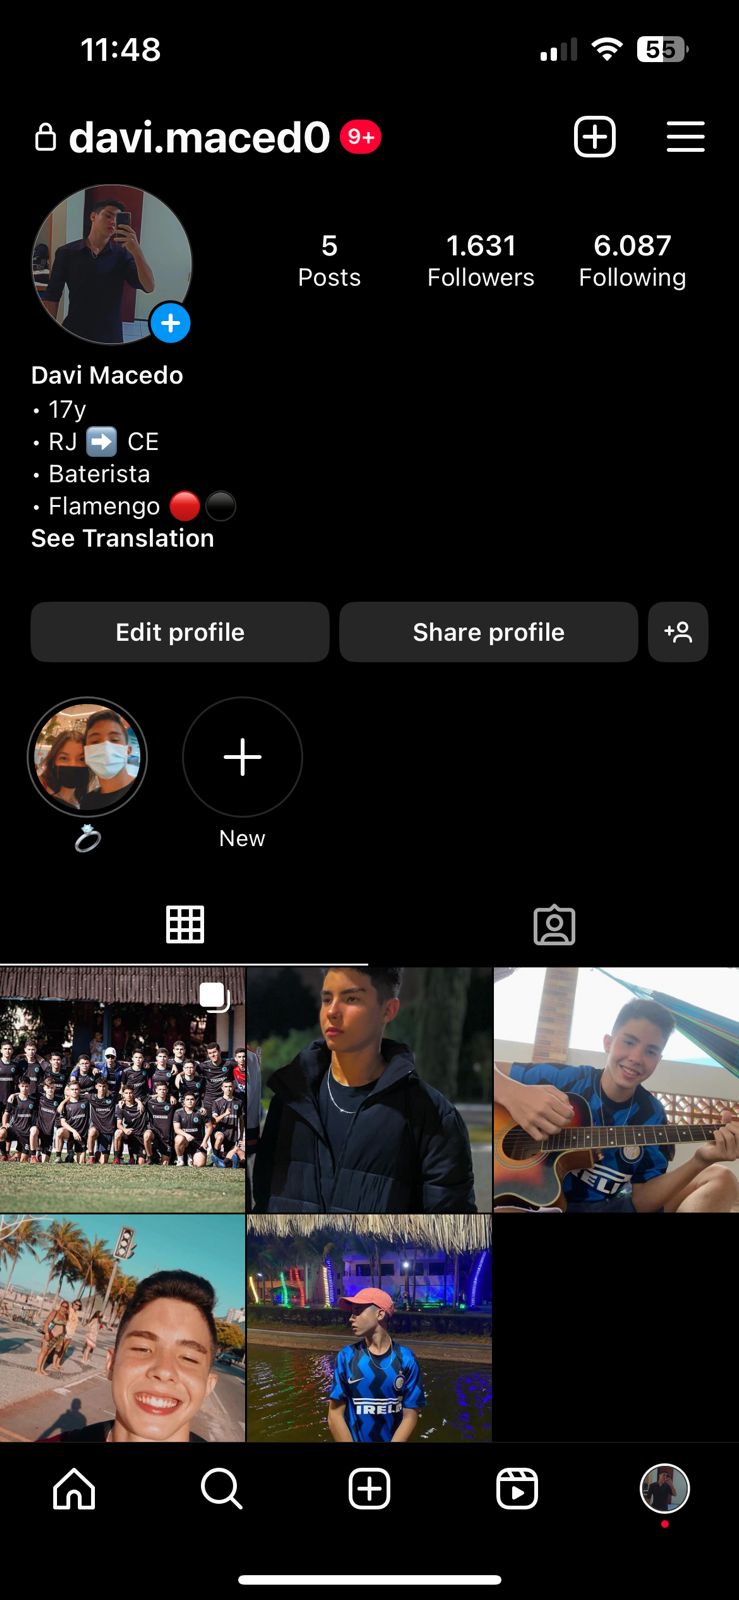 11:48
55
davi.maced0 9+
5 1.631 6.087
Posts Followers Following
Davi Macedo
• 17y
• RJ ➡️ CE
• Baterista
• Flamengo 🔴⚫
See Translation
Edit profile Share profile
💍 New
IRELL
IRELL